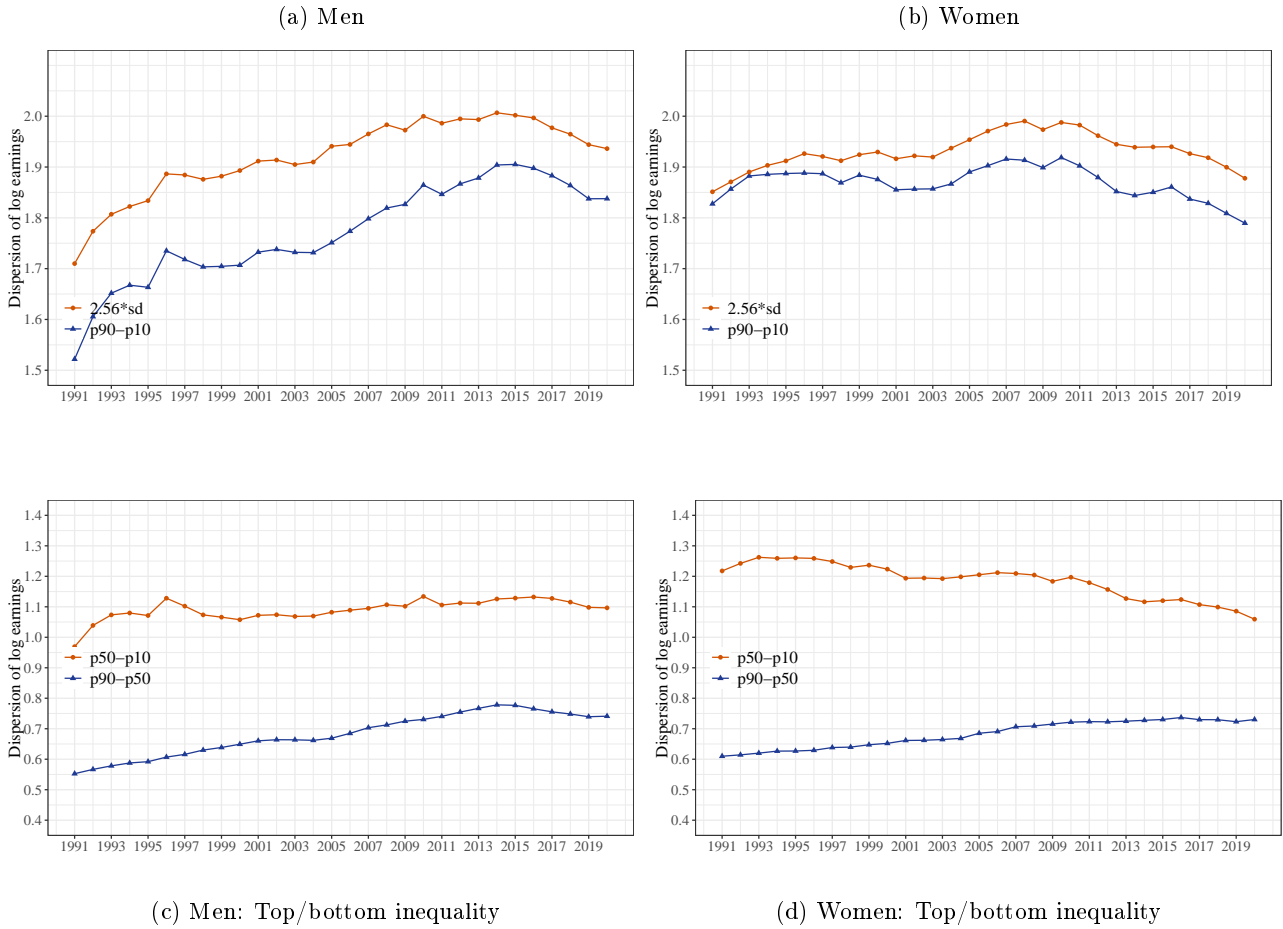 (a) Men
(b) Women
Dispersion of log earnings
2.0
1.9
1.8
1.7
1.6
1.5
2.56*sd
p90–p10
1991 1993 1995 1997 1999 2001 2003 2005 2007 2009 2011 2013 2015 2017 2019
Dispersion of log earnings
2.0
1.9
1.8
1.7
1.6
1.5
2.56*sd
p90–p10
1991 1993 1995 1997 1999 2001 2003 2005 2007 2009 2011 2013 2015 2017 2019
Dispersion of log earnings
1.4
1.3
1.2
1.1
1.0
0.9
0.8
0.7
0.6
0.5
0.4
p50–p10
p90–p50
1991 1993 1995 1997 1999 2001 2003 2005 2007 2009 2011 2013 2015 2017 2019
Dispersion of log earnings
1.4
1.3
1.2
1.1
1.0
0.9
0.8
0.7
0.6
0.5
0.4
p50–p10
p90–p50
1991 1993 1995 1997 1999 2001 2003 2005 2007 2009 2011 2013 2015 2017 2019
(c) Men: Top/bottom inequality
(d) Women: Top/bottom inequality